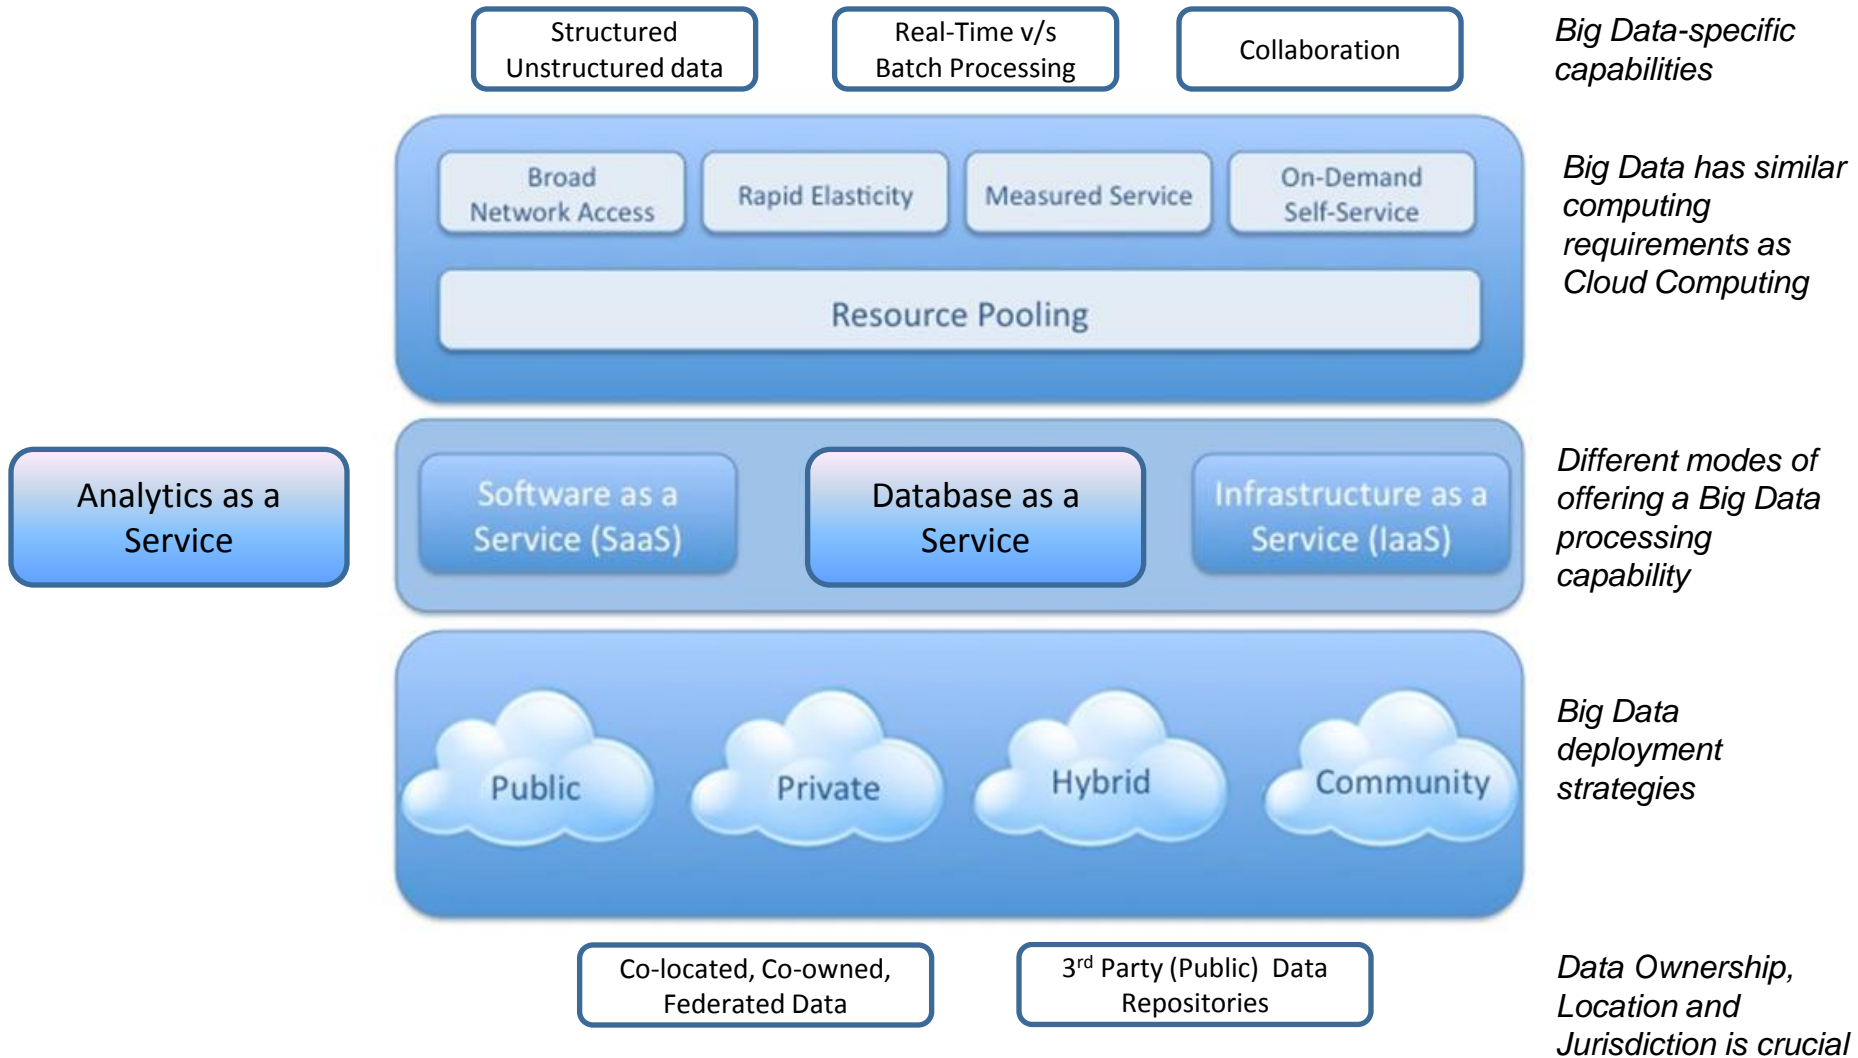 Structured
Unstructured data
Real-Time v/s
Batch Processing
Collaboration
Big Data-specific
capabilities
Broad
Network Access
Rapid Elasticity
Measured Service
On-Demand
Self-Service
Resource Pooling
Big Data has similar
computing
requirements as
Cloud Computing
Analytics as a
Service
Software as a
Service (SaaS)
Database as a
Service
Infrastructure as a
Service (IaaS)
Different modes of
offering a Big Data
processing
capability
Public
Private
Hybrid
Community
Big Data
deployment
strategies
Co-located, Co-owned,
Federated Data
3rd Party (Public) Data
Repositories
Data Ownership,
Location and
Jurisdiction is crucial